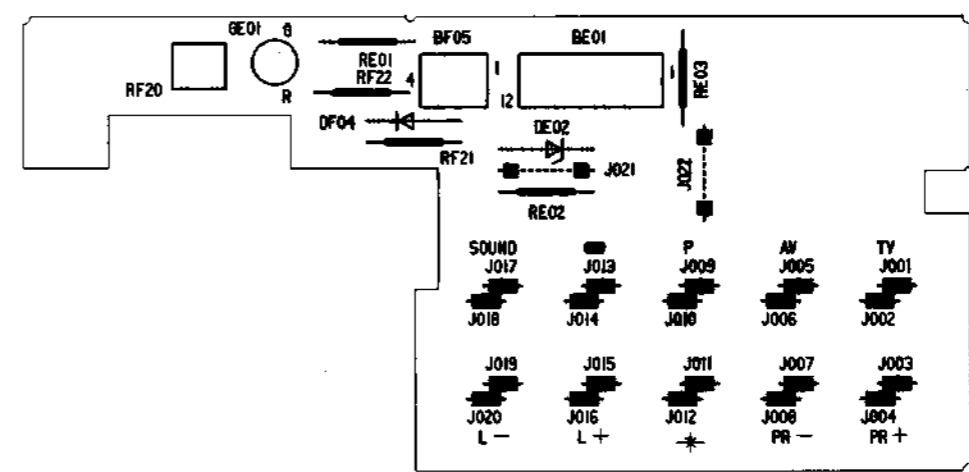 GE01 G
BF05
BE01
RE01
RF22
4
1
12
1
RE03
RF20
R
DF04
RF21
DE02
J021
J022
RE02
SOUND
P
AV
TV
J017
J013
J009
J005
J001
J018
J014
J010
J006
J002
J019
J015
J011
J007
J003
J020
J016
J012
J008
J004
L −
L +
PR −
PR +